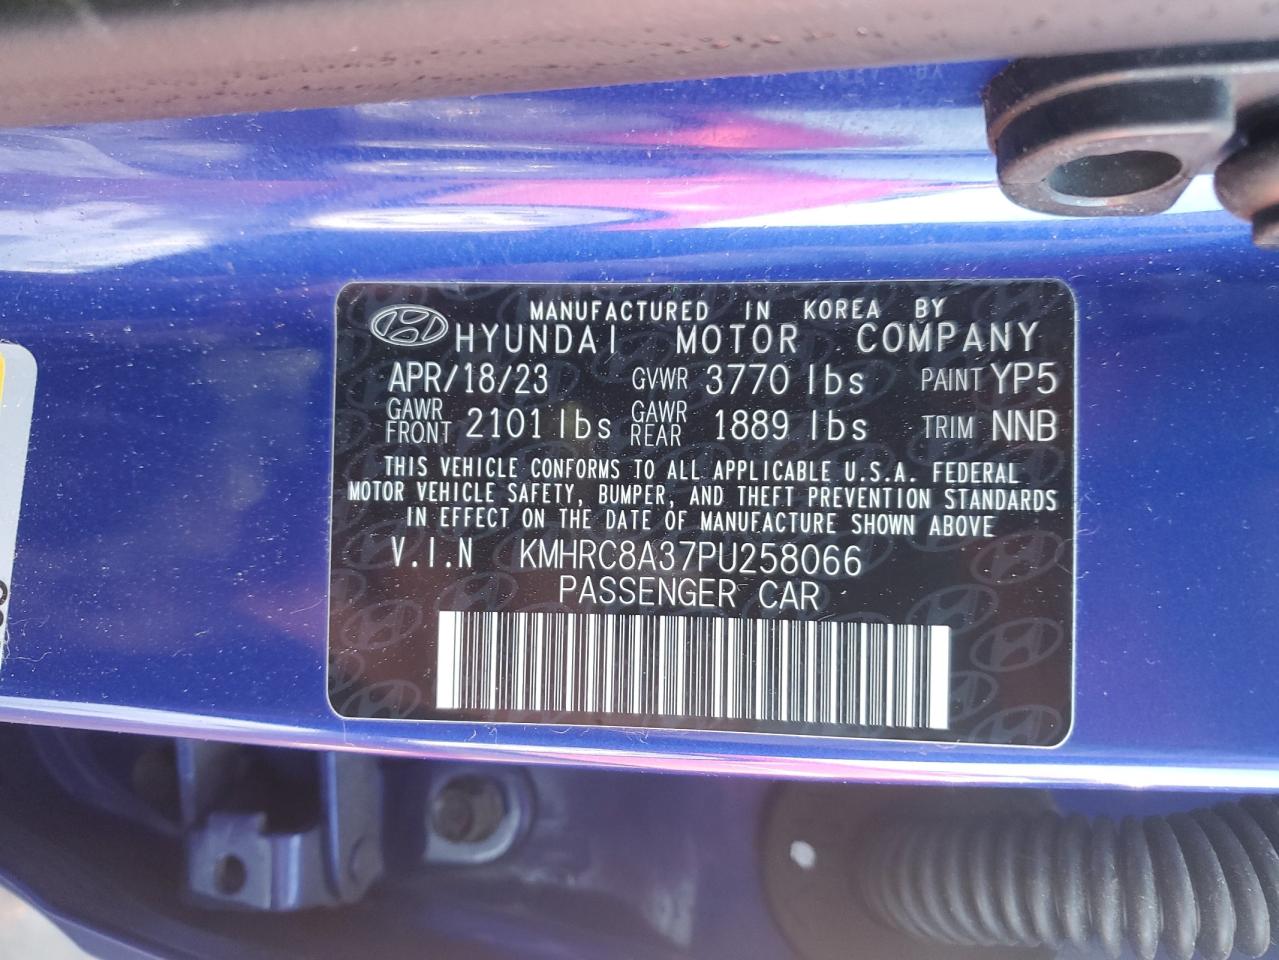 MANUFACTURED IN KOREA BY
HYUNDAI MOTOR COMPANY
APR/18/23 GVWR 3770 lbs PAINT YP5
GAWR FRONT 2101 lbs GAWR REAR 1889 lbs TRIM NNB
THIS VEHICLE CONFORMS TO ALL APPLICABLE U.S.A. FEDERAL
MOTOR VEHICLE SAFETY, BUMPER, AND THEFT PREVENTION STANDARDS
IN EFFECT ON THE DATE OF MANUFACTURE SHOWN ABOVE
V.I.N KMHRC8A37PU258066
PASSENGER CAR